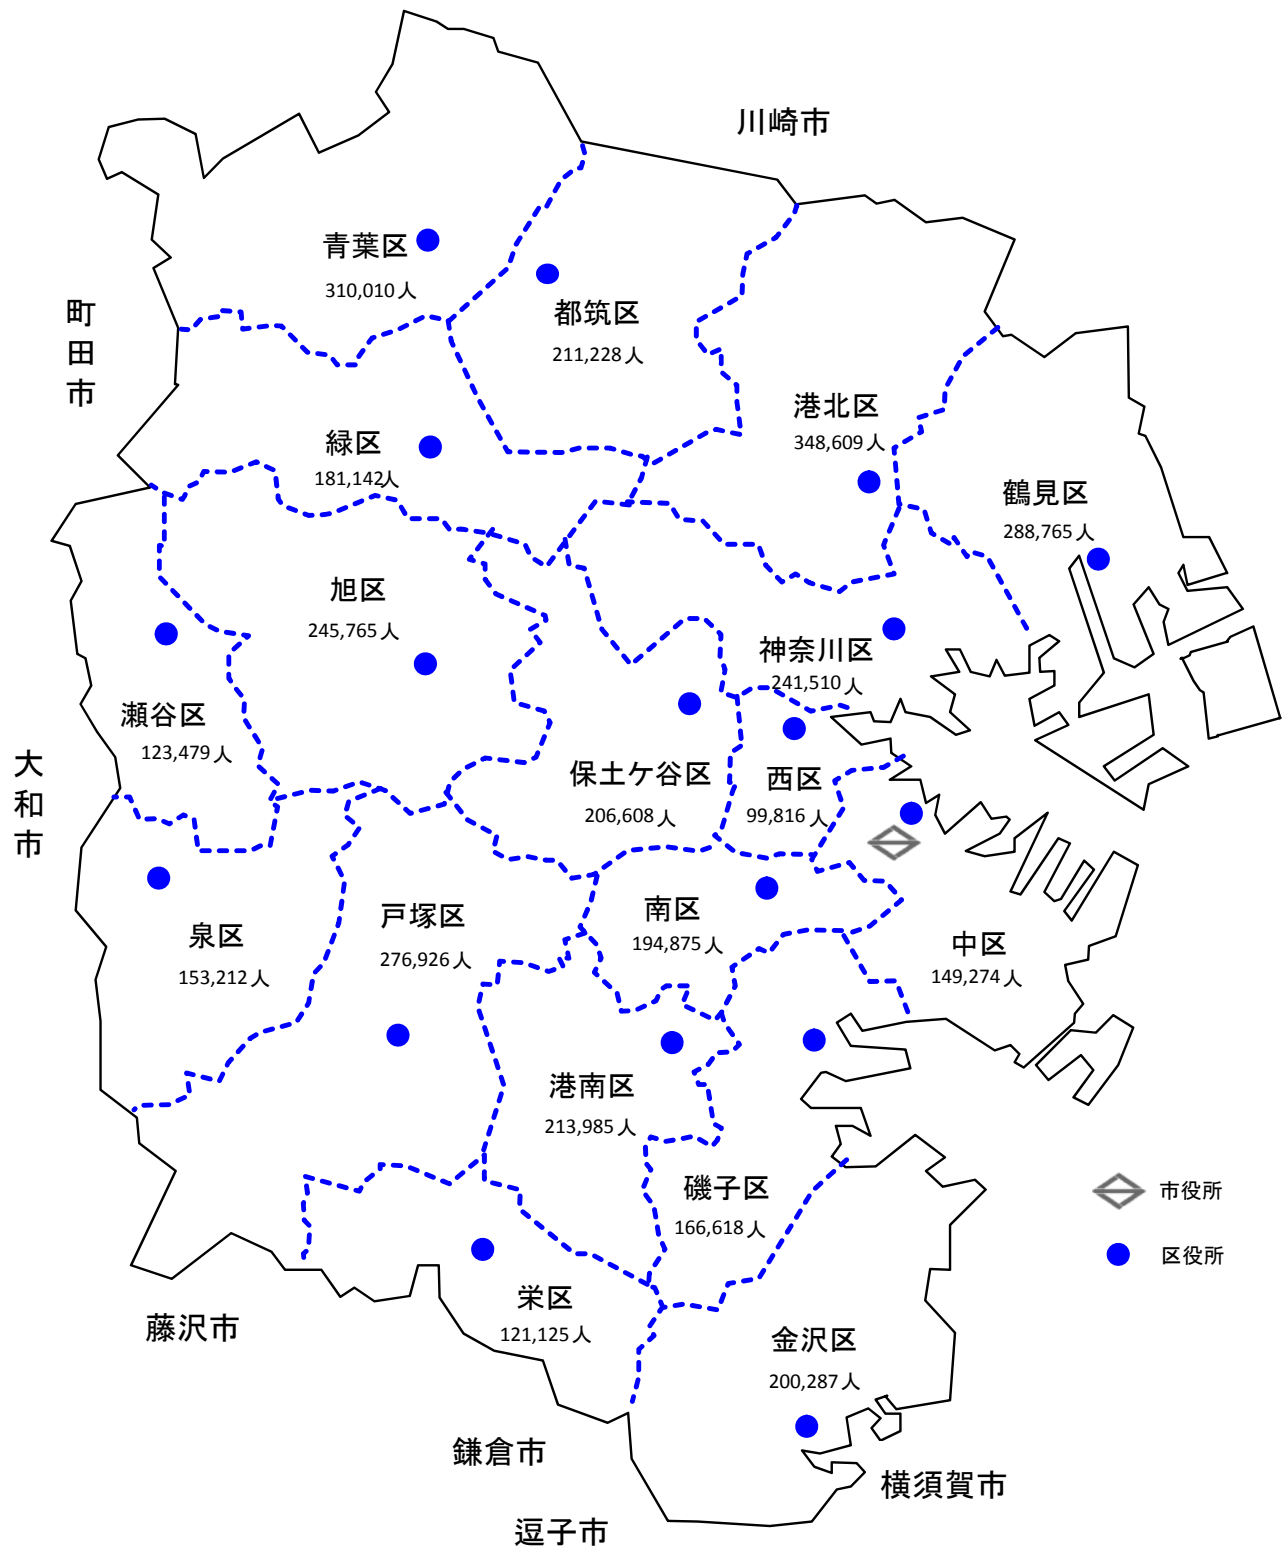 川崎市
青葉区
310,010人
町田市
都筑区
211,228人
港北区
348,609人
緑区
181,142人
鶴見区
288,765人
旭区
245,765人
神奈川区
241,510人
瀬谷区
123,479人
大和市
保土ケ谷区
206,608人
西区
99,816人
泉区
153,212人
戸塚区
276,926人
南区
194,875人
中区
149,274人
港南区
213,985人
磯子区
166,618人
市役所
区役所
栄区
121,125人
藤沢市
金沢区
200,287人
鎌倉市
横須賀市
逗子市